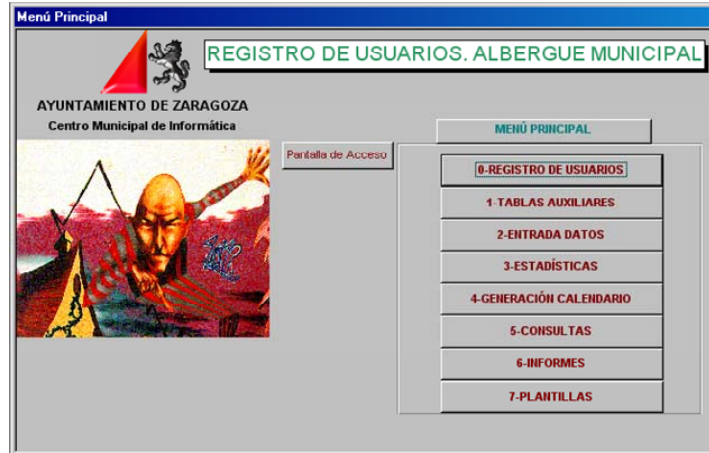 Menú Principal
REGISTRO DE USUARIOS. ALBERGUE MUNICIPAL
AYUNTAMIENTO DE ZARAGOZA
Centro Municipal de Informática
Pantalla de Acceso
MENÚ PRINCIPAL
0-REGISTRO DE USUARIOS
1-TABLAS AUXILIARES
2-ENTRADA DATOS
3-ESTADÍSTICAS
4-GENERACIÓN CALENDARIO
5-CONSULTAS
6-INFORMES
7-PLANTILLAS